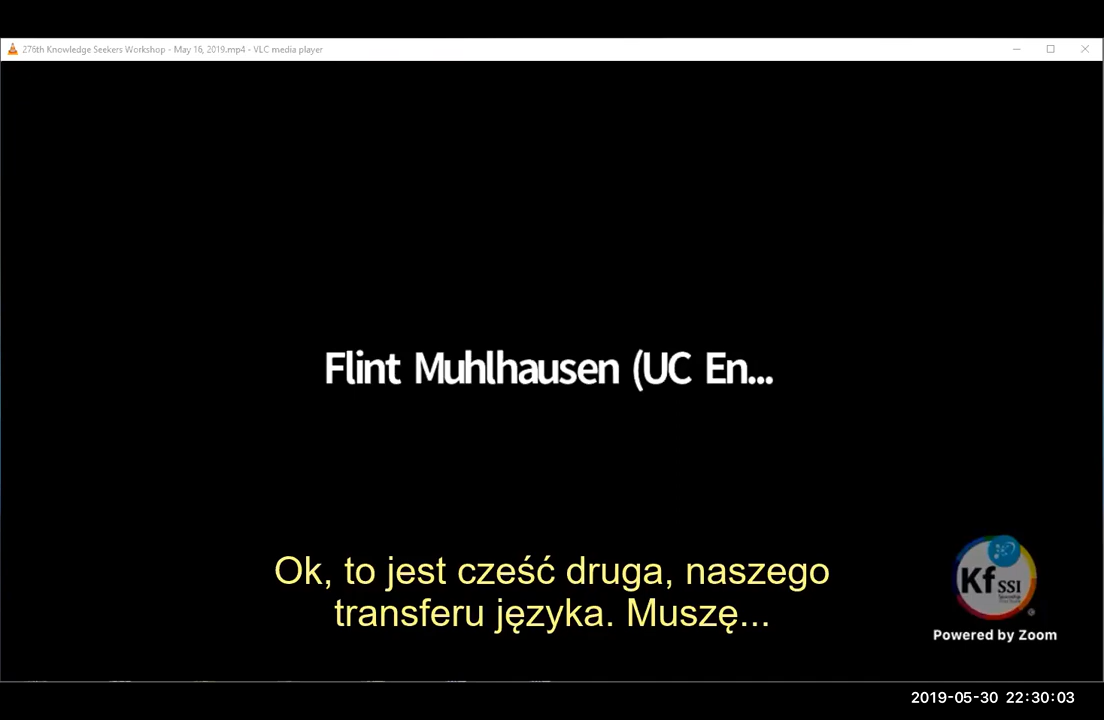 276th Knowledge Seekers Workshop - May 16, 2019.mp4 - VLC media player
Flint Muhlhausen (UC En...
Ok, to jest cześć druga, naszego
transferu języka. Muszę...
Kf SSI
Powered by Zoom
2019-05-30 22:30:03